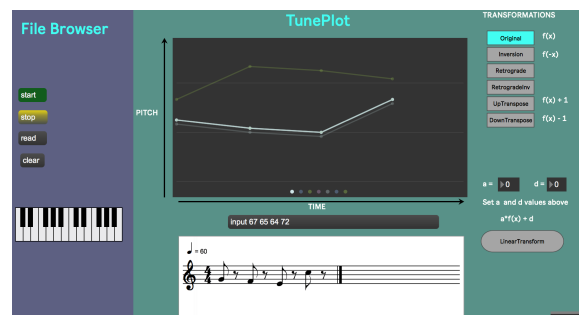 File Browser
start
stop
read
clear
TunePlot
PITCH
TIME
input 67 65 64 72
= 60
4
4
TRANSFORMATIONS
Original f(x)
Inversion f(-x)
Retrograde
RetrogradeInv
UpTranspose f(x) + 1
DownTranspose f(x) - 1
a = 0 d = 0
Set a and d values above
a*f(x) + d
LinearTransform